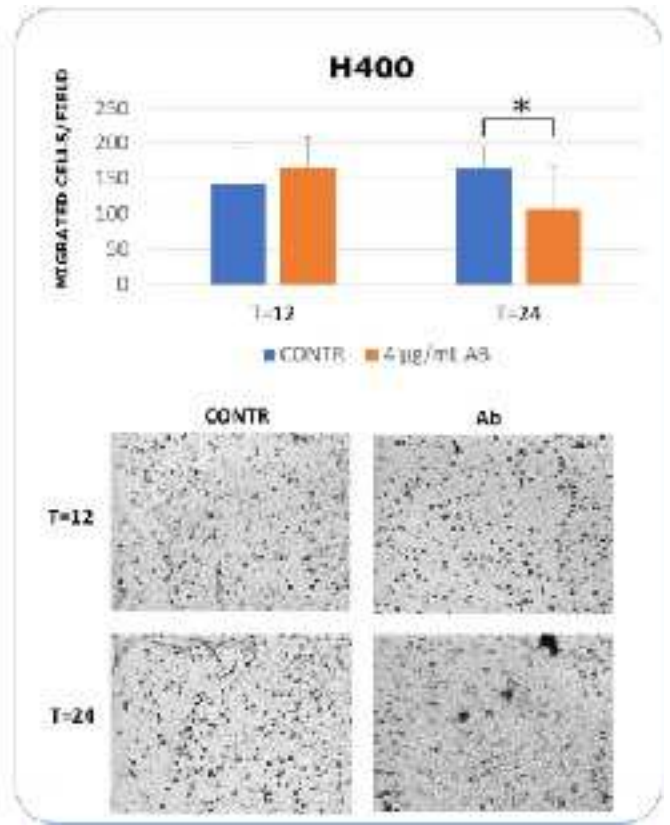 H400
MIGRATED CELLS/FIELD
250
200
150
100
50
0
*
T=12 T=24
CONTR 4 µg/mL AB
CONTR Ab
T=12
T=24